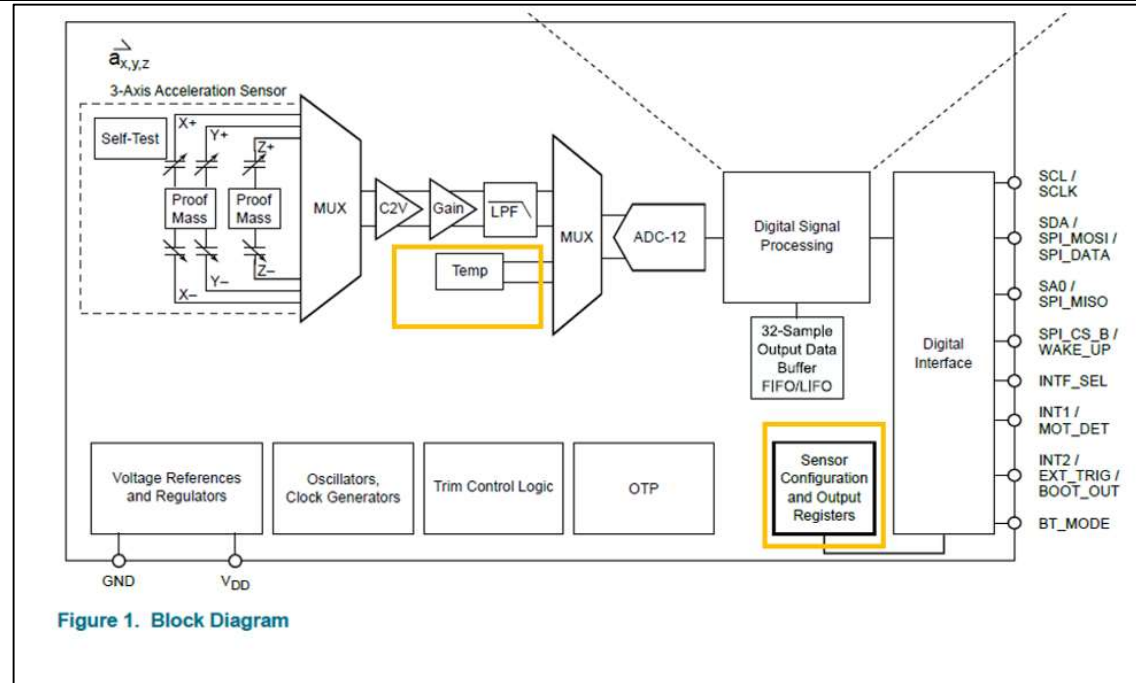 ax,y,z
3-Axis Acceleration Sensor
Self-Test
X+
Y+
Z+
Proof
Mass
Proof
Mass
X–
Y–
Z–
MUX
C2V
Gain
LPF
Temp
MUX
ADC-12
Digital Signal
Processing
32-Sample
Output Data
Buffer
FIFO/LIFO
Digital
Interface
SCL /
SCLK
SDA /
SPI_MOSI /
SPI_DATA
SA0 /
SPI_MISO
SPI_CS_B /
WAKE_UP
INTF_SEL
INT1 /
MOT_DET
INT2 /
EXT_TRIG /
BOOT_OUT
BT_MODE
Voltage References
and Regulators
Oscillators,
Clock Generators
Trim Control Logic
OTP
Sensor
Configuration
and Output
Registers
GND
VDD
Figure 1. Block Diagram